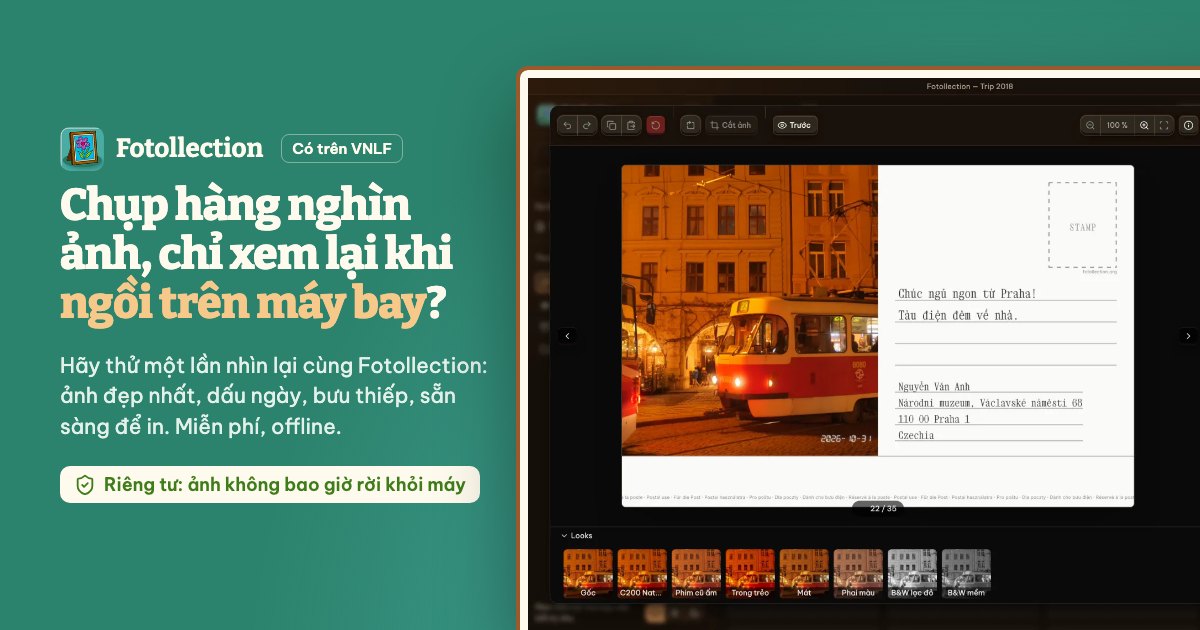 Fotollection
Có trên VNLF
Chụp hàng nghìn
ảnh, chỉ xem lại khi
ngồi trên máy bay?
Hãy thử một lần nhìn lại cùng Fotollection:
ảnh đẹp nhất, dấu ngày, bưu thiếp, sẵn
sàng để in. Miễn phí, offline.
Riêng tư: ảnh không bao giờ rời khỏi máy
Fotollection — Trip 2018
Cắt ảnh
Trước
100 %
STAMP
fotollection.org
Chúc ngủ ngon từ Praha!
Tàu điện đêm về nhà.
Nguyễn Vân Anh
Národní muzeum, Václavské náměstí 68
110 00 Praha 1
Czechia
2026-10-31
22 / 35
Looks
Gốc
C200 Nat...
Phim cũ ấm
Trong trẻo
Mát
Phai màu
B&W lọc đỏ
B&W mềm